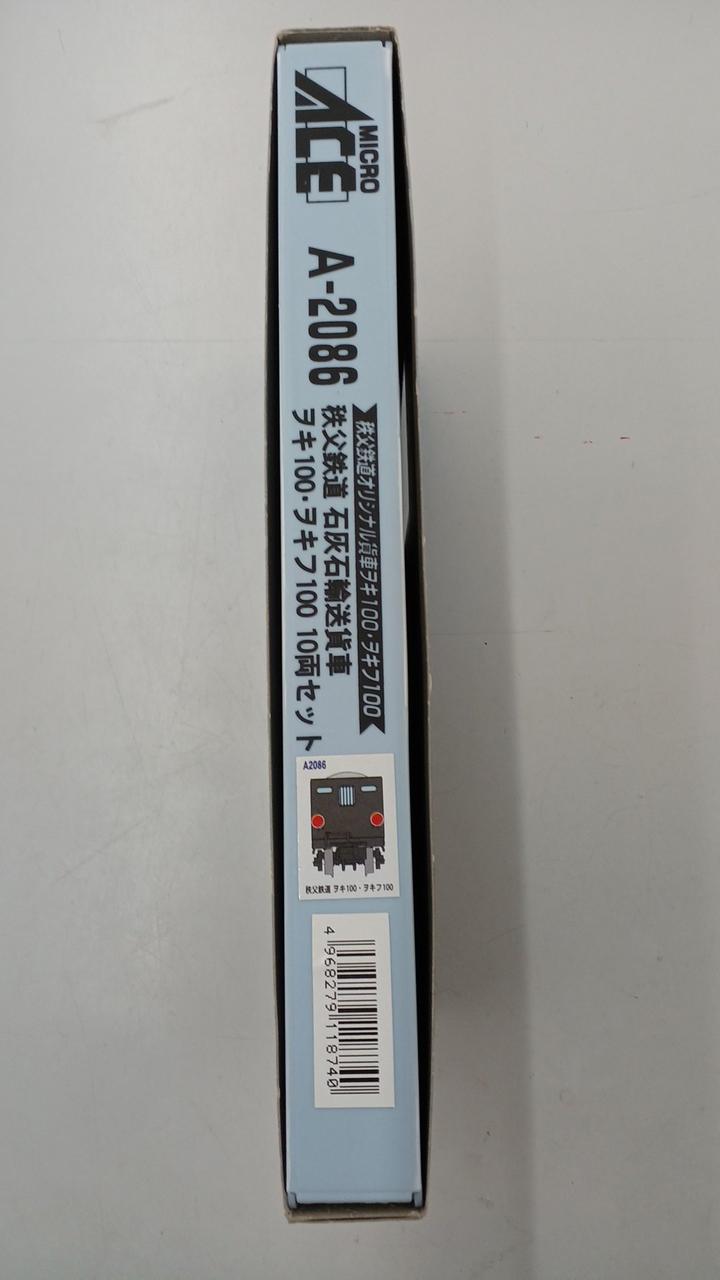 MICRO
ACE
A-2086
秩父鉄道オリジナル貨車ヲキ100・ヲキフ100
秩父鉄道 石灰石輸送貨車
ヲキ100・ヲキフ100 10両セット
A2086
秩父鉄道 ヲキ100・ヲキフ100
4 968279 118740